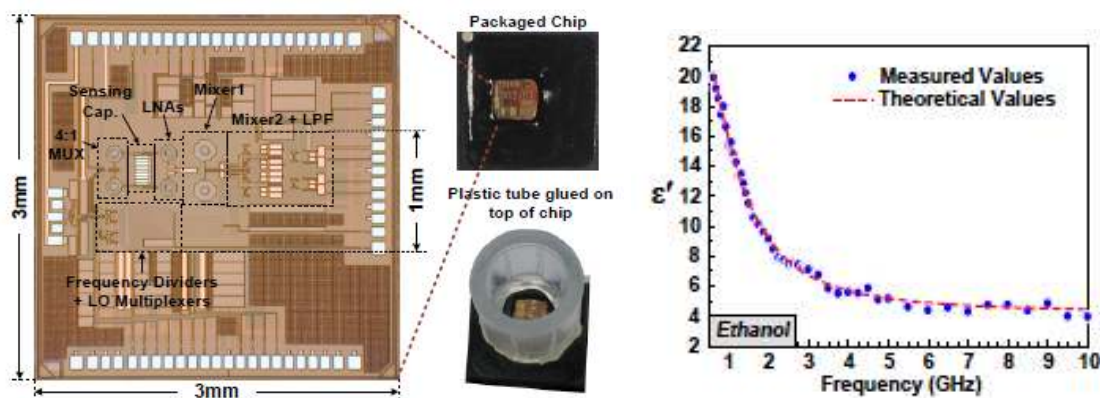 Sensing
Cap.
LNAs
Mixer1
Mixer2 + LPF
4:1
MUX
3mm
1mm
Frequency Dividers
+ LO Multiplexers
3mm
Packaged Chip
Plastic tube glued on
top of chip
22
20
18
16
14
12
10
8
6
4
2
ε'
Measured Values
Theoretical Values
Ethanol
1 2 3 4 5 6 7 8 9 10
Frequency (GHz)